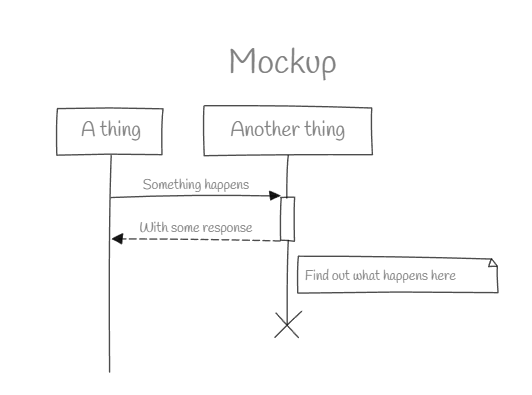 Mockup
A thing
Another thing
Something happens
With some response
Find out what happens here